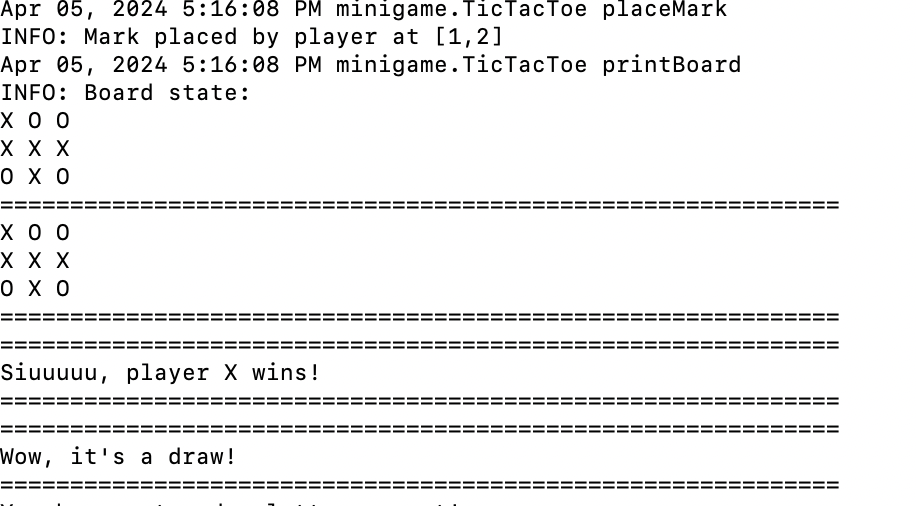 Apr 05, 2024 5:16:08 PM minigame.TicTacToe placeMark
INFO: Mark placed by player at [1,2]
Apr 05, 2024 5:16:08 PM minigame.TicTacToe printBoard
INFO: Board state:
X O O
X X X
O X O
============================================================
X O O
X X X
O X O
============================================================
============================================================
Siuuuuu, player X wins!
============================================================
============================================================
Wow, it's a draw!
============================================================